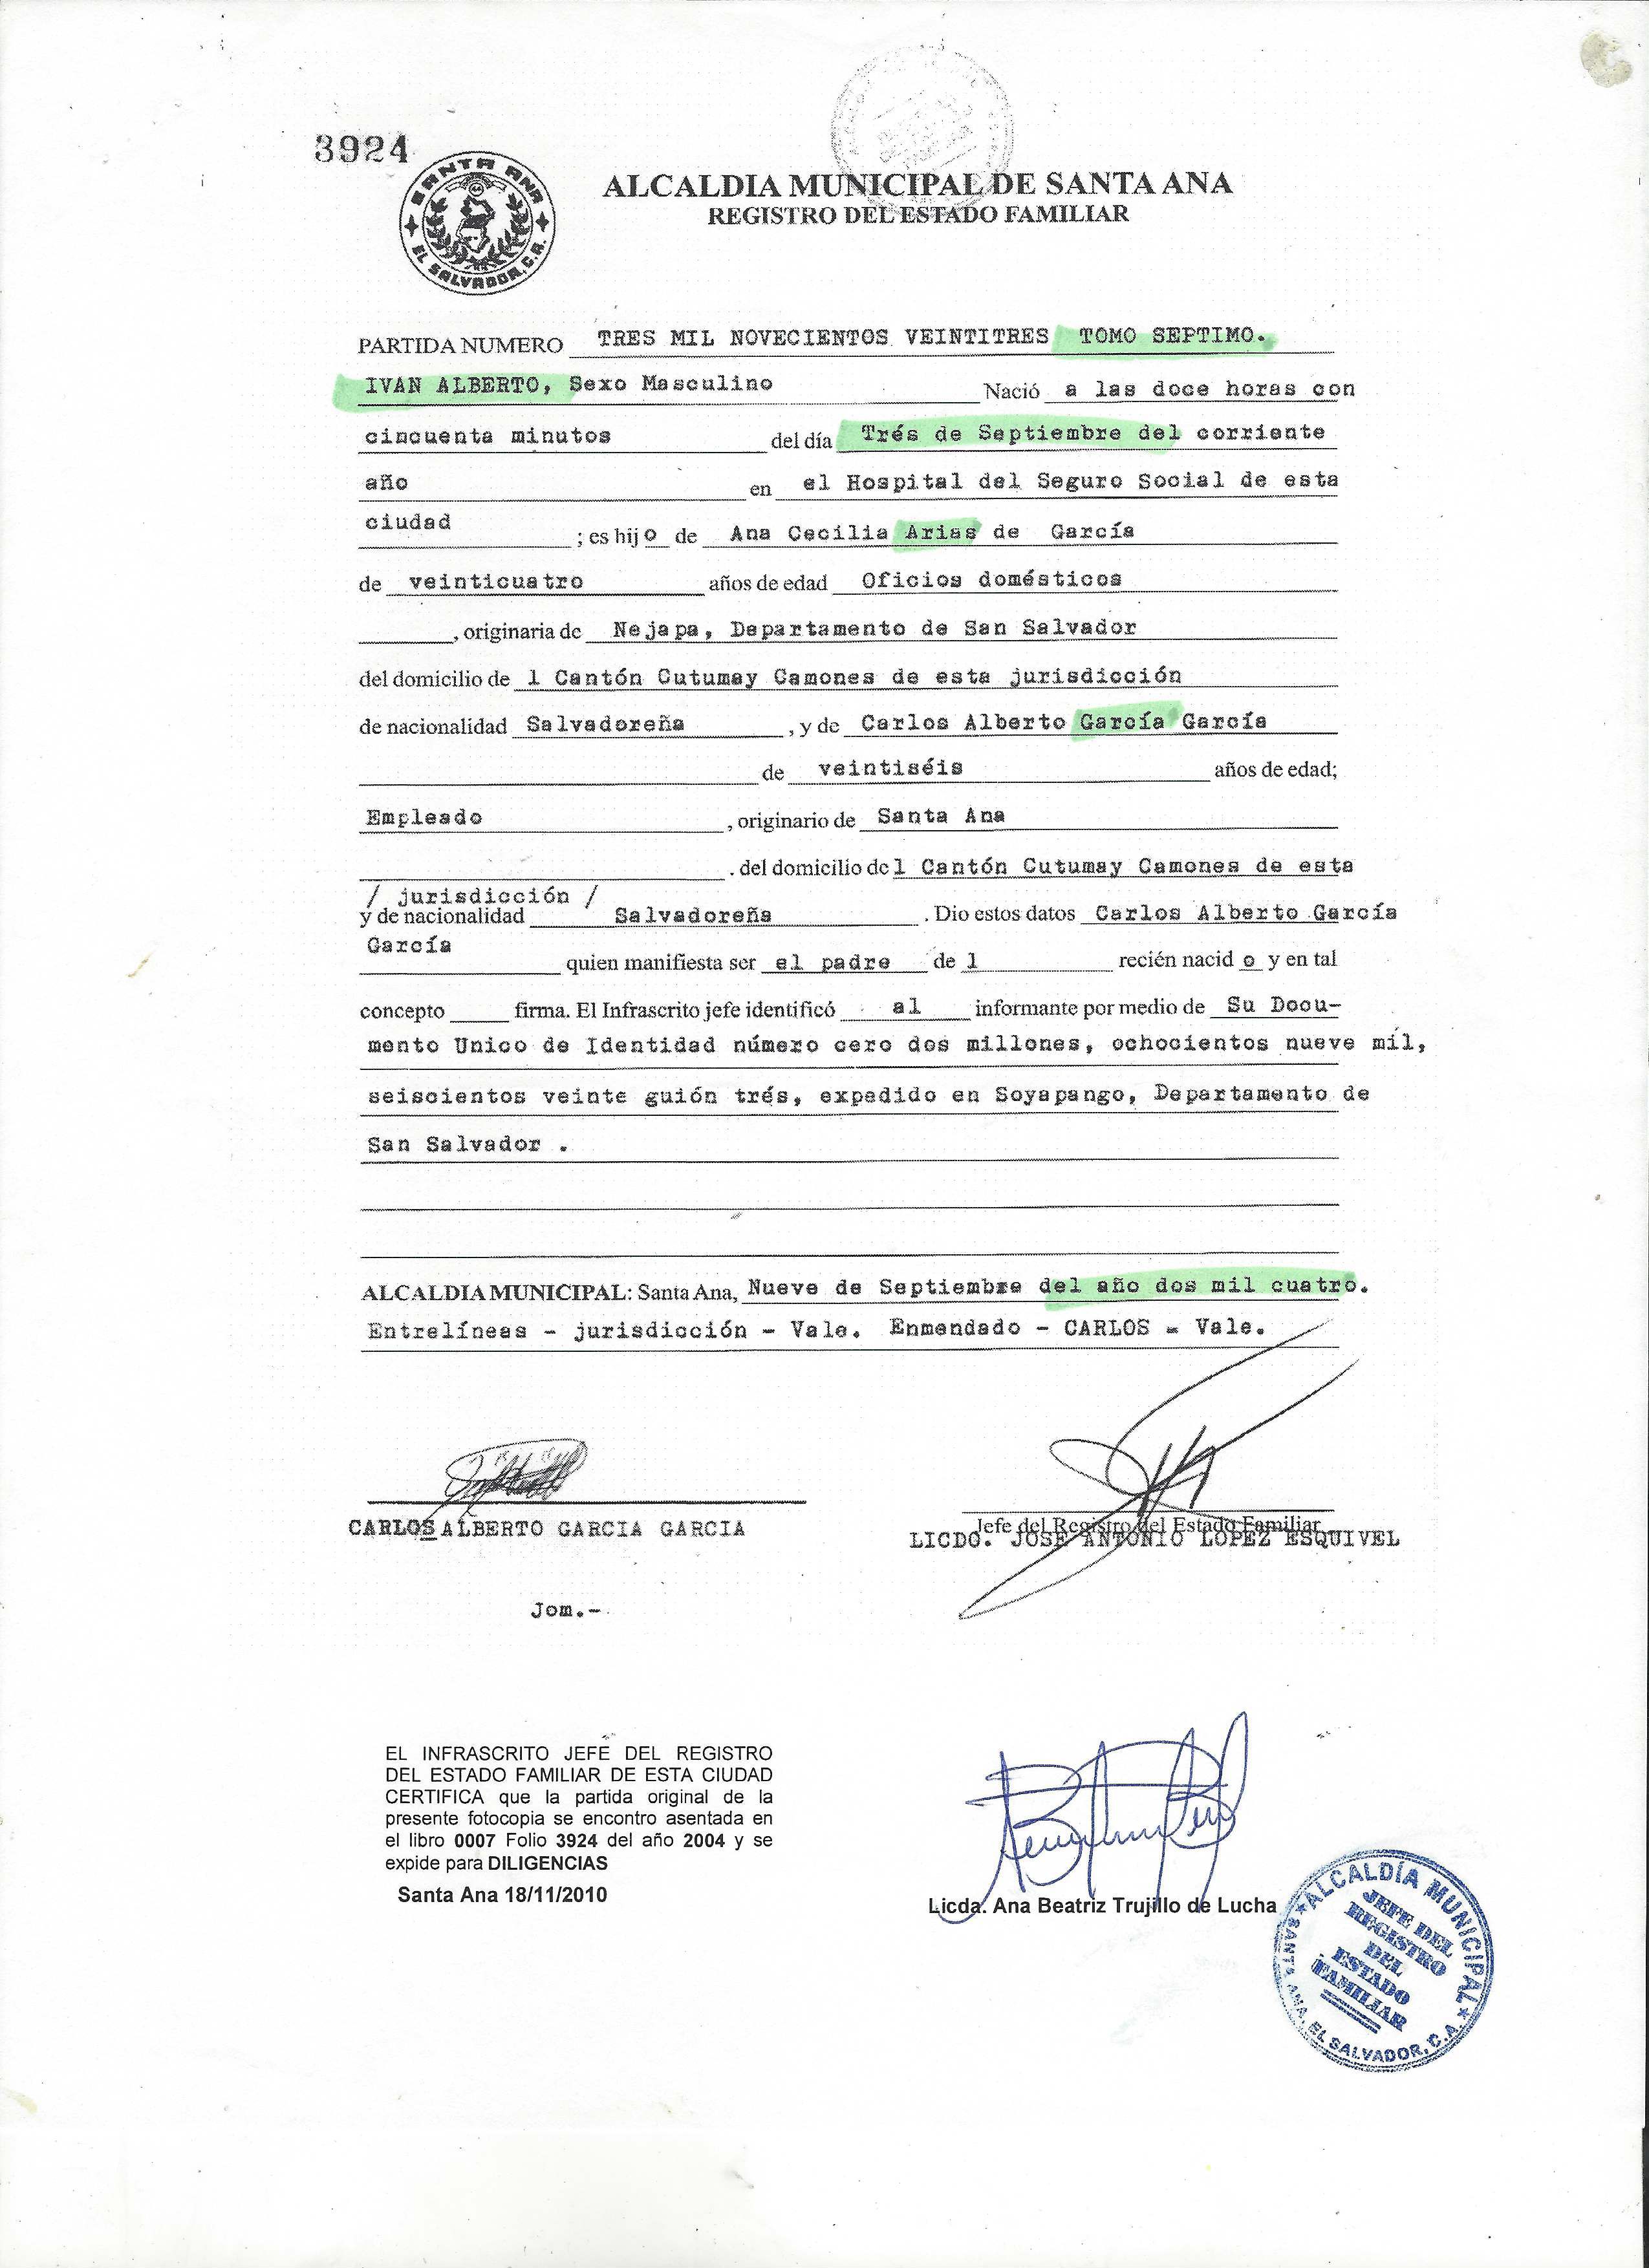 3924
SANTA ANA
EL SALVADOR, C.A.
ALCALDIA MUNICIPAL DE SANTA ANA
REGISTRO DEL ESTADO FAMILIAR
PARTIDA NUMERO TRES MIL NOVECIENTOS VEINTITRES TOMO SEPTIMO.
IVAN ALBERTO, Sexo Masculino Nació a las doce horas con
cincuenta minutos del día Trés de Septiembre del corriente
año en el Hospital del Seguro Social de esta
ciudad ; es hij o de Ana Cecilia Arias de García
de veinticuatro años de edad Oficios domésticos
, originaria de Nejapa, Departamento de San Salvador
del domicilio de l Cantón Cutumay Camones de esta jurisdicción
de nacionalidad Salvadoreña , y de Carlos Alberto García García
de veintiséis años de edad;
Empleado , originario de Santa Ana
. del domicilio de l Cantón Cutumay Camones de esta
/ jurisdicción /
y de nacionalidad Salvadoreña . Dio estos datos Carlos Alberto García
García quien manifiesta ser el padre de l recién nacid o y en tal
concepto firma. El Infrascrito jefe identificó al informante por medio de Su Docu-
mento Unico de Identidad número cero dos millones, ochocientos nueve mil,
seiscientos veinte guión trés, expedido en Soyapango, Departamento de
San Salvador .
ALCALDIA MUNICIPAL: Santa Ana, Nueve de Septiembre del año dos mil cuatro.
Entrelíneas - jurisdicción - Vale. Enmendado - CARLOS - Vale.
CARLOS ALBERTO GARCIA GARCIA
Jefe del Registro del Estado Familiar
LICDO. JOSE ANTONIO LOPEZ ESQUIVEL
Jom.-
EL INFRASCRITO JEFE DEL REGISTRO
DEL ESTADO FAMILIAR DE ESTA CIUDAD
CERTIFICA que la partida original de la
presente fotocopia se encontro asentada en
el libro 0007 Folio 3924 del año 2004 y se
expide para DILIGENCIAS
Santa Ana 18/11/2010
Licda. Ana Beatriz Trujillo de Lucha
ALCALDÍA MUNICIPAL
JEFE DEL
REGISTRO
DEL
ESTADO
FAMILIAR
SANTA ANA, EL SALVADOR, C.A.